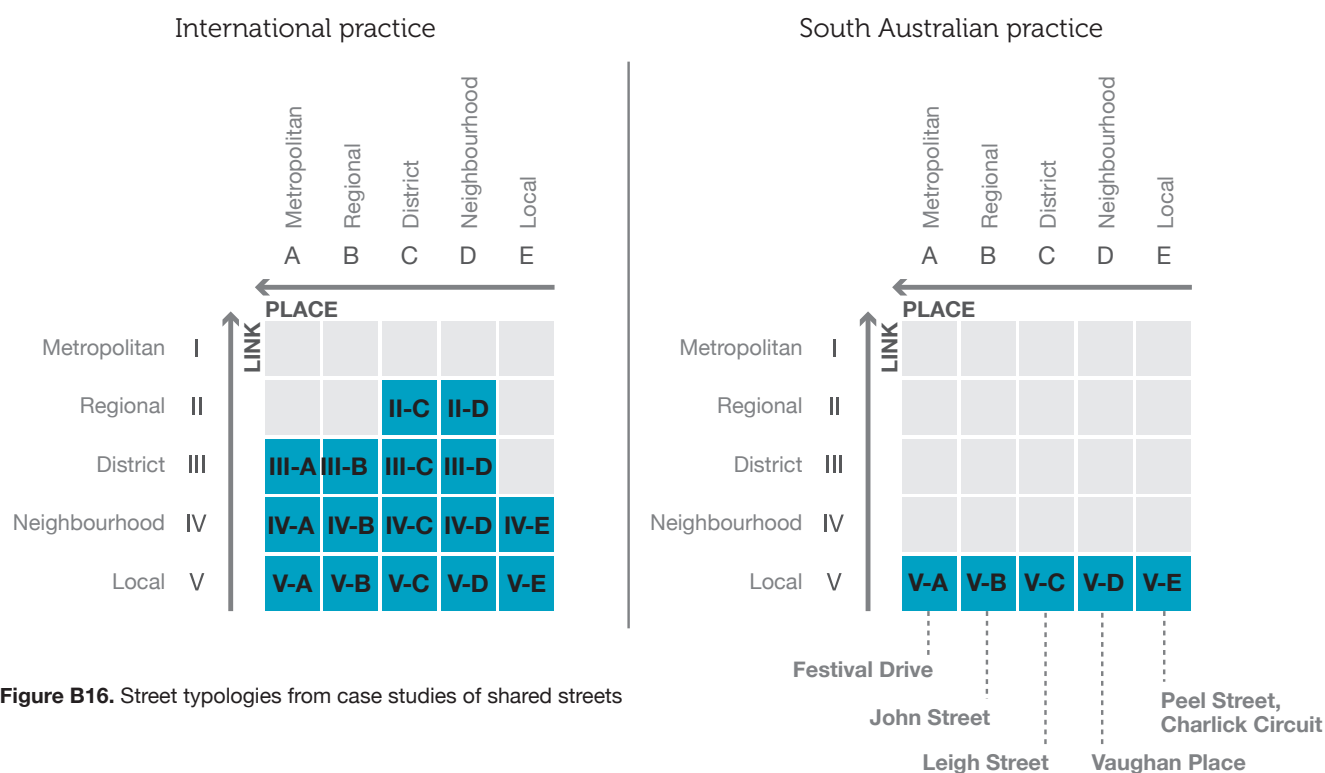 International practice
Metropolitan
Regional
District
Neighbourhood
Local
A B C D E
PLACE
LINK
Metropolitan I
Regional II
II-C II-D
District III
III-A III-B III-C III-D
Neighbourhood IV
IV-A IV-B IV-C IV-D IV-E
Local V
V-A V-B V-C V-D V-E
Figure B16. Street typologies from case studies of shared streets
South Australian practice
Metropolitan
Regional
District
Neighbourhood
Local
A B C D E
PLACE
LINK
Metropolitan I
Regional II
District III
Neighbourhood IV
Local V
V-A V-B V-C V-D V-E
Festival Drive
John Street
Leigh Street
Vaughan Place
Peel Street,
Charlick Circuit